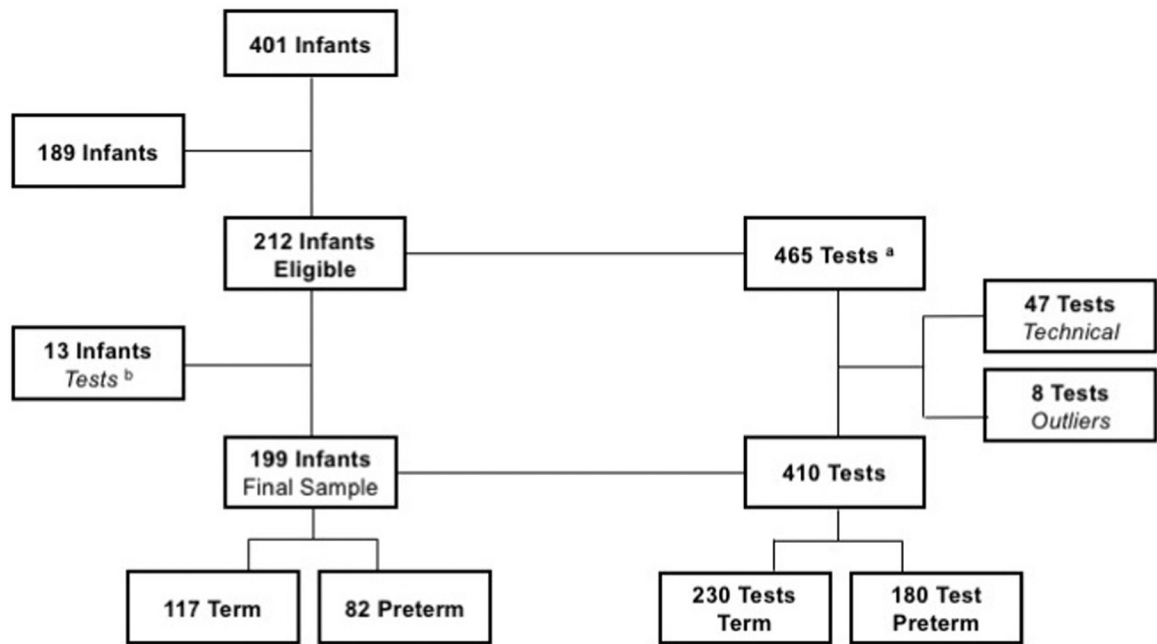 401 Infants
189 Infants
212 Infants
Eligible
465 Tests ª
47 Tests
Technical
13 Infants
Tests ᵇ
8 Tests
Outliers
199 Infants
Final Sample
410 Tests
117 Term
82 Preterm
230 Tests
Term
180 Test
Preterm